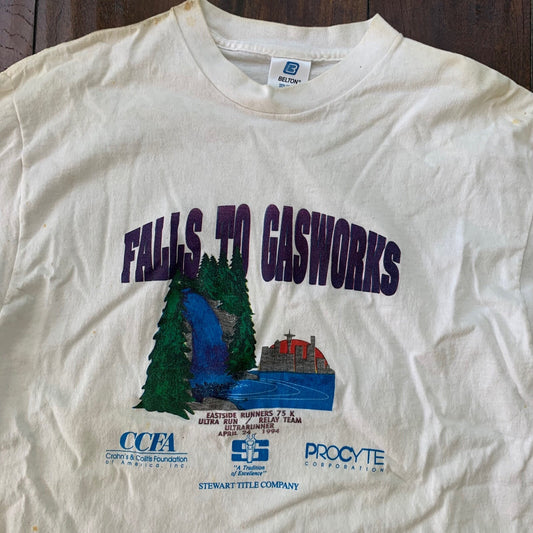 BELTON®
FALLS TO GASWORKS
EASTSIDE RUNNERS 75 K
ULTRA RUN / RELAY TEAM
ULTRARUNNER
APRIL 24, 1994
CCFA
Crohn's & Colitis Foundation
of America, Inc.
"A Tradition
of Excellence"
STEWART TITLE COMPANY
PROCYTE
CORPORATION